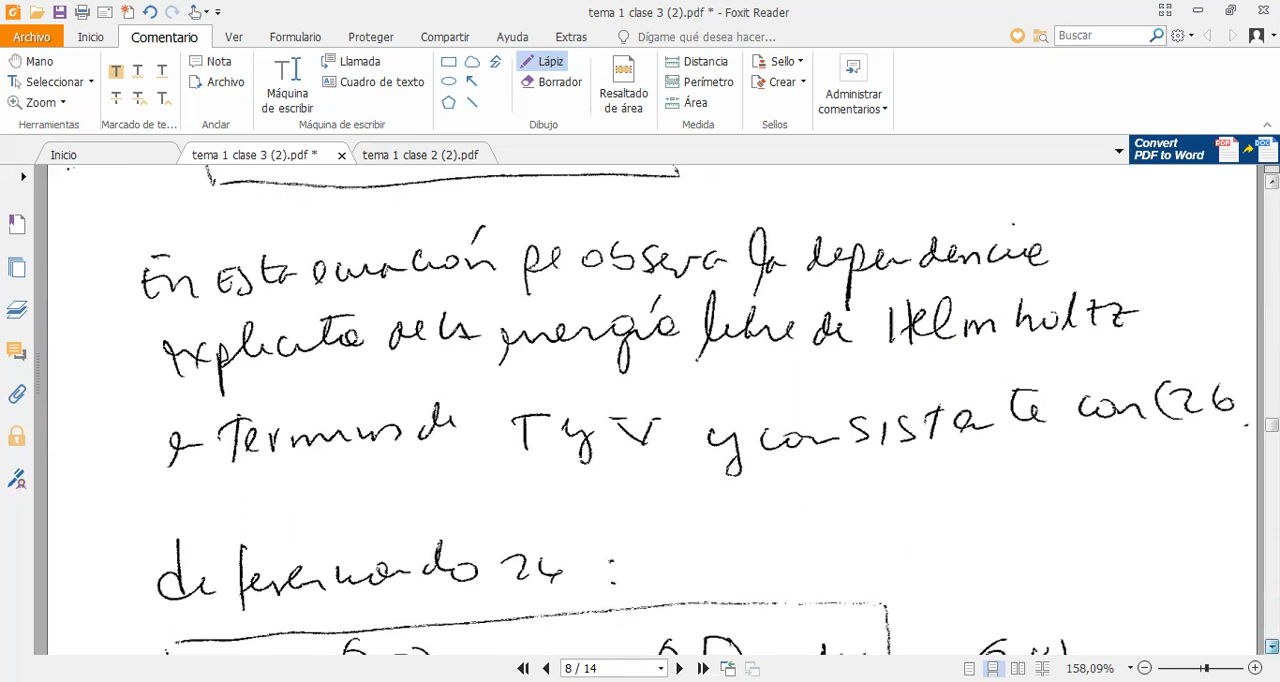 tema 1 clase 3 (2).pdf * - Foxit Reader
Archivo Inicio Comentario Ver Formulario Proteger Compartir Ayuda Extras Dígame qué desea hacer... Buscar
Mano Nota Llamada Lápiz Distancia Sello
Seleccionar Archivo Cuadro de texto Borrador Perímetro Crear
Zoom Máquina de escribir Resaltado de área Área Administrar comentarios
Herramientas Marcado de te... Anclar Máquina de escribir Dibujo Medida Sellos Comentarios
Inicio tema 1 clase 3 (2).pdf * tema 1 clase 2 (2).pdf Convert PDF to Word
En Esta ecuación se observa la dependencia
explicita de la energía libre de Helmholtz
en terminos de T y V y consistente con (26
diferenciando 24 :
8 / 14 158,09%